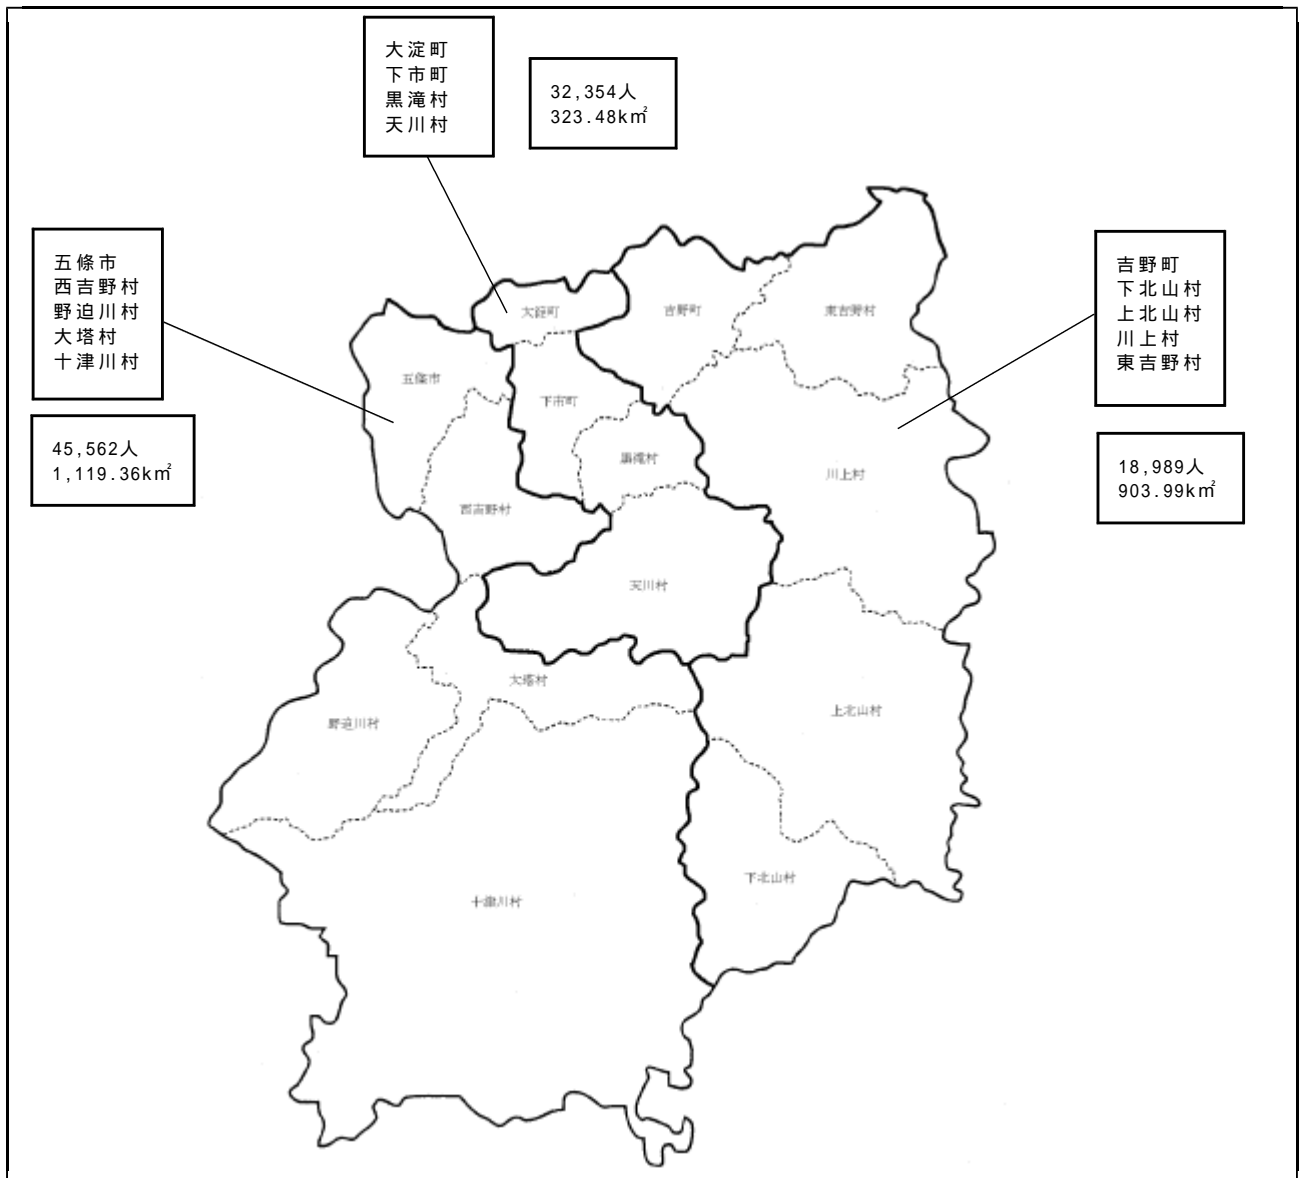 大淀町
下市町
黒滝村
天川村
32,354人
323.48k㎡
五條市
西吉野村
野迫川村
大塔村
十津川村
45,562人
1,119.36k㎡
吉野町
下北山村
上北山村
川上村
東吉野村
18,989人
903.99k㎡
大淀町
吉野町
東吉野村
五條市
下市町
黒滝村
川上村
西吉野村
天川村
大塔村
野迫川村
上北山村
下北山村
十津川村